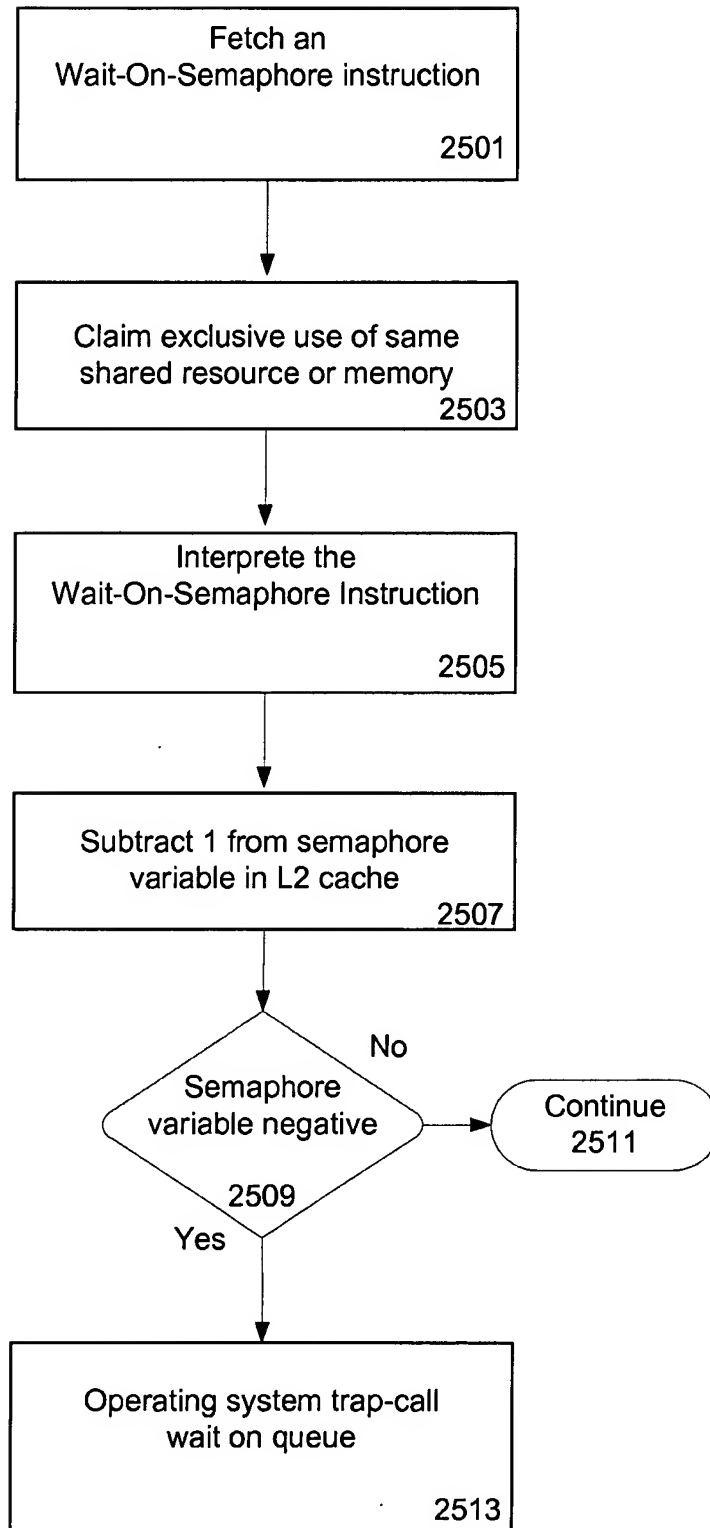 Fetch an
Wait-On-Semaphore instruction
2501
Claim exclusive use of same
shared resource or memory
2503
Interprete the
Wait-On-Semaphore Instruction
2505
Subtract 1 from semaphore
variable in L2 cache
2507
No
Semaphore
variable negative
2509
Continue
2511
Yes
Operating system trap-call
wait on queue
2513